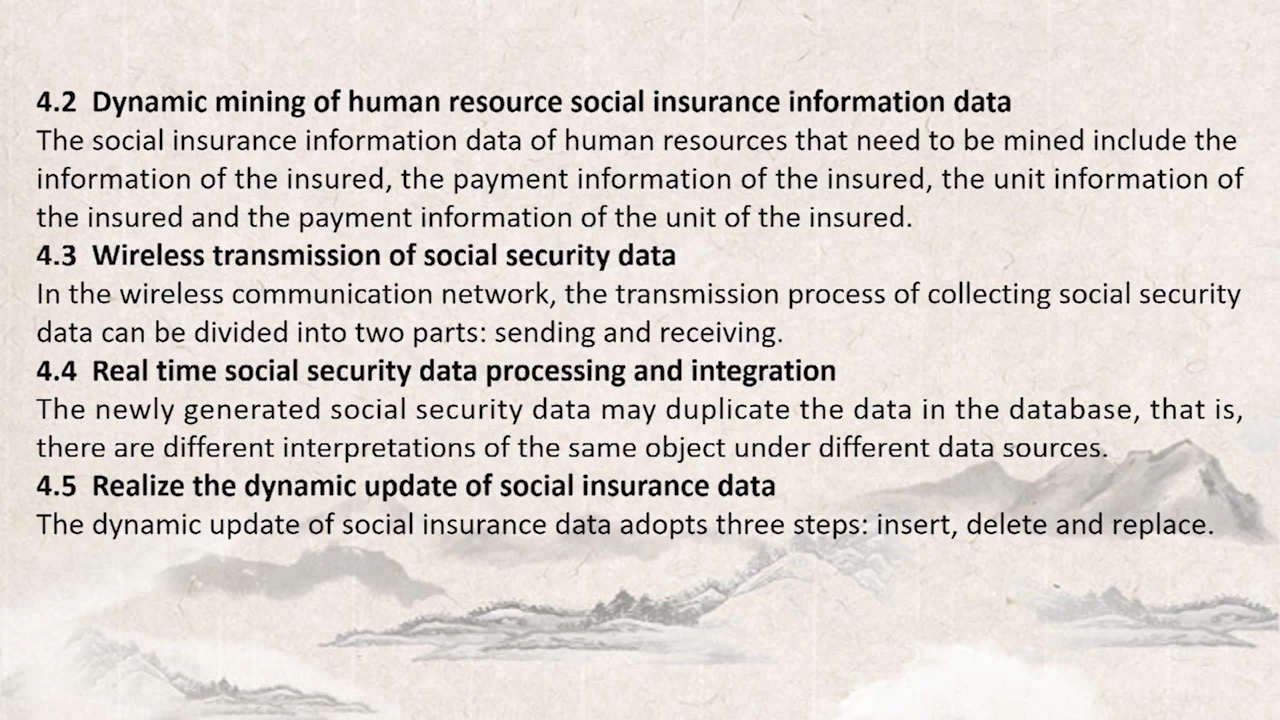 4.2 Dynamic mining of human resource social insurance information data
The social insurance information data of human resources that need to be mined include the
information of the insured, the payment information of the insured, the unit information of
the insured and the payment information of the unit of the insured.
4.3 Wireless transmission of social security data
In the wireless communication network, the transmission process of collecting social security
data can be divided into two parts: sending and receiving.
4.4 Real time social security data processing and integration
The newly generated social security data may duplicate the data in the database, that is,
there are different interpretations of the same object under different data sources.
4.5 Realize the dynamic update of social insurance data
The dynamic update of social insurance data adopts three steps: insert, delete and replace.